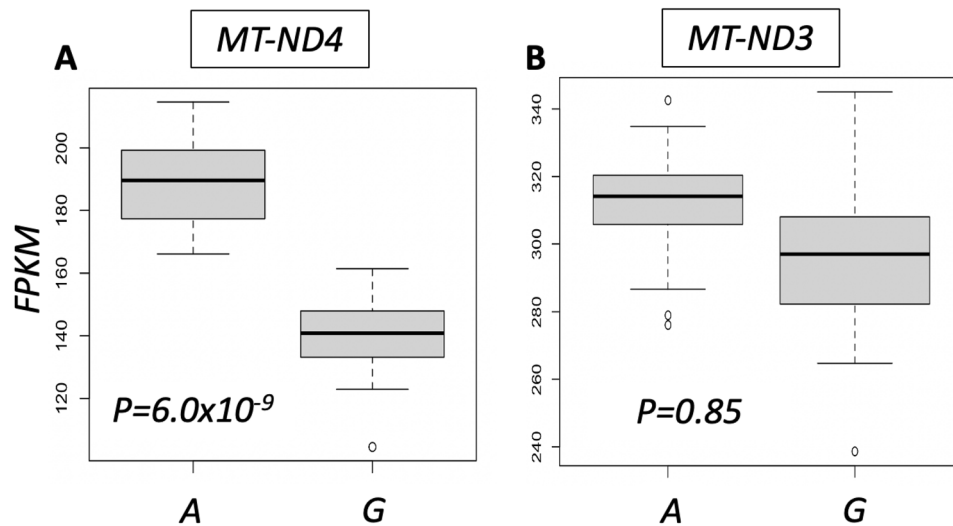 A
MT-ND4
FPKM
200
180
160
140
120
P=6.0x10⁻⁹
A
G
B
MT-ND3
340
320
300
280
260
240
P=0.85
A
G